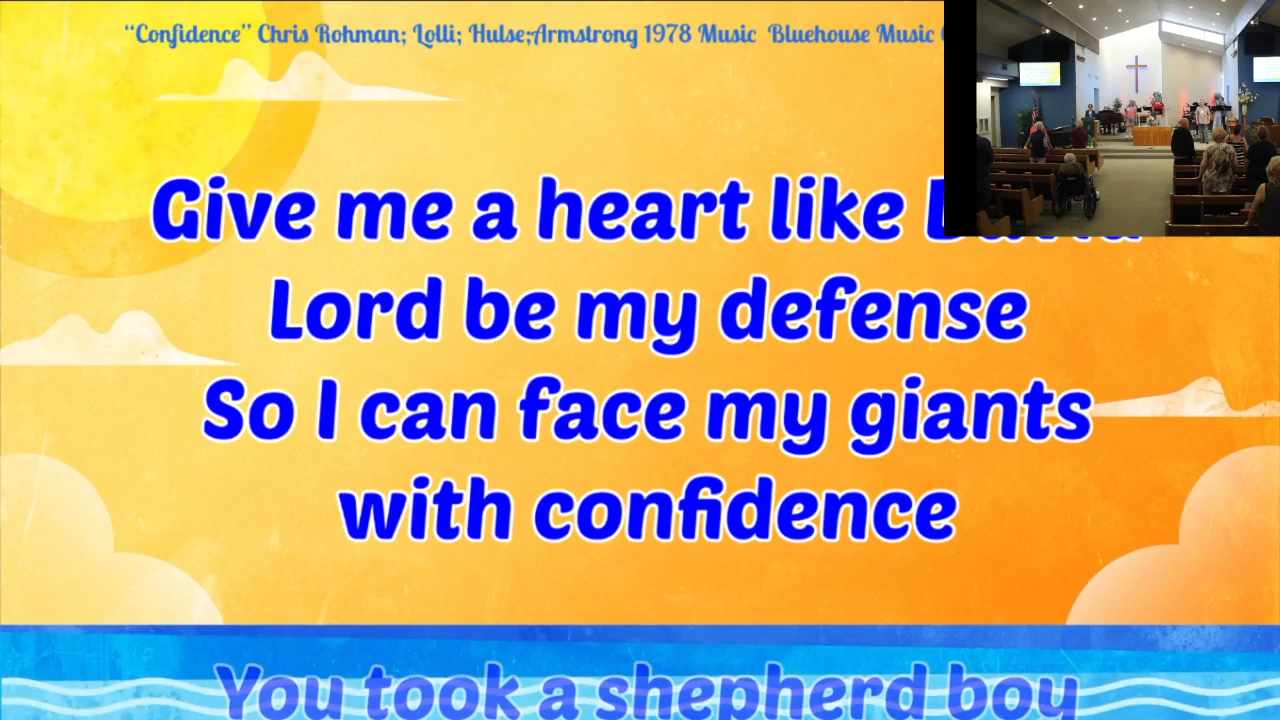 “Confidence” Chris Rohman; Lolli; Hulse;Armstrong 1978 Music Bluehouse Music
Give me a heart like
Lord be my defense
So I can face my giants
with confidence
You took a shepherd boy